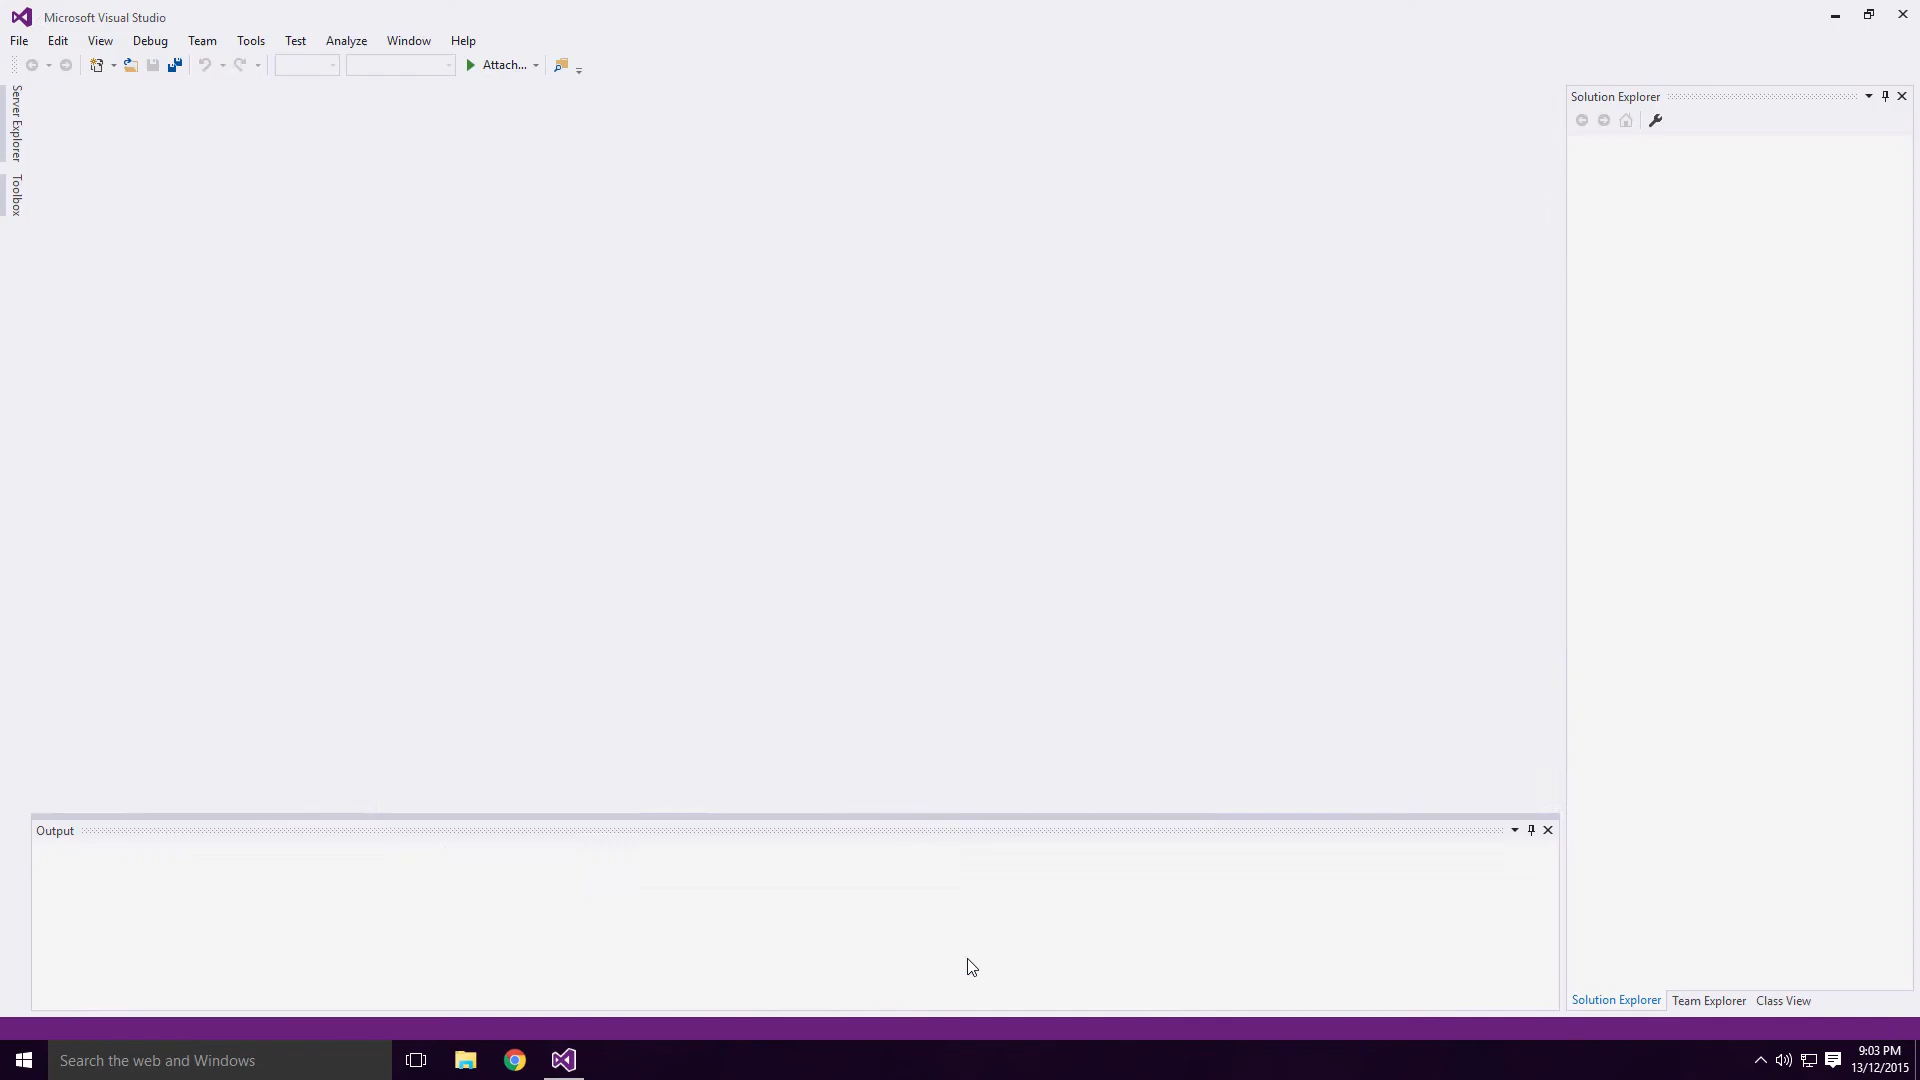 Microsoft Visual Studio
File Edit View Debug Team Tools Test Analyze Window Help
Attach...
Server Explorer
Toolbox
Solution Explorer
Output
Solution Explorer Team Explorer Class View
Search the web and Windows
9:03 PM
13/12/2015